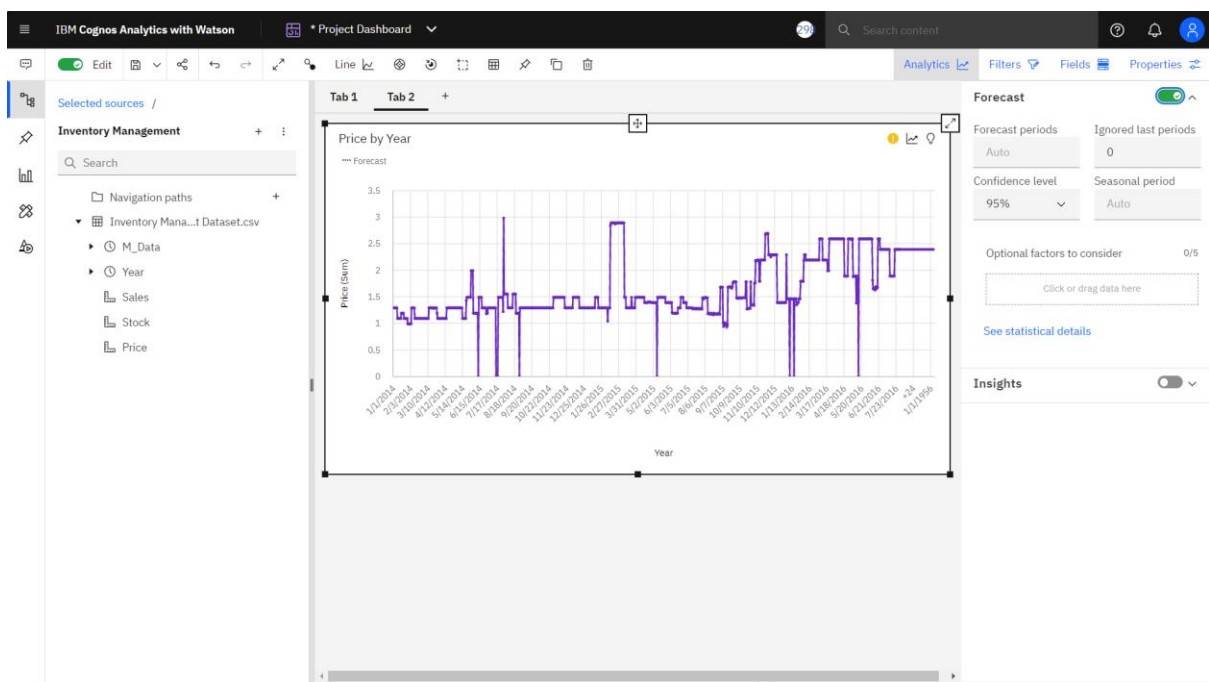 IBM Cognos Analytics with Watson
* Project Dashboard
Search content
Edit
Line
Analytics
Filters
Fields
Properties
Selected sources /
Inventory Management
Search
Navigation paths
Inventory Mana...t Dataset.csv
M_Data
Year
Sales
Stock
Price
Tab 1 Tab 2 +
Price by Year
Forecast
3.5
3
2.5
2
1.5
1
0.5
0
Price (Sum)
1/1/2014
2/3/2014
3/10/2014
4/12/2014
5/14/2014
6/15/2014
7/17/2014
8/18/2014
9/20/2014
10/22/2014
11/23/2014
12/25/2014
1/26/2015
2/27/2015
3/31/2015
5/2/2015
6/3/2015
7/5/2015
8/6/2015
9/7/2015
10/9/2015
11/10/2015
12/12/2015
1/13/2016
2/14/2016
3/17/2016
4/18/2016
5/20/2016
6/21/2016
7/23/2016
+24
1/1/1956
Year
Forecast
Forecast periods Ignored last periods
Auto 0
Confidence level Seasonal period
95% Auto
Optional factors to consider 0/5
Click or drag data here
See statistical details
Insights